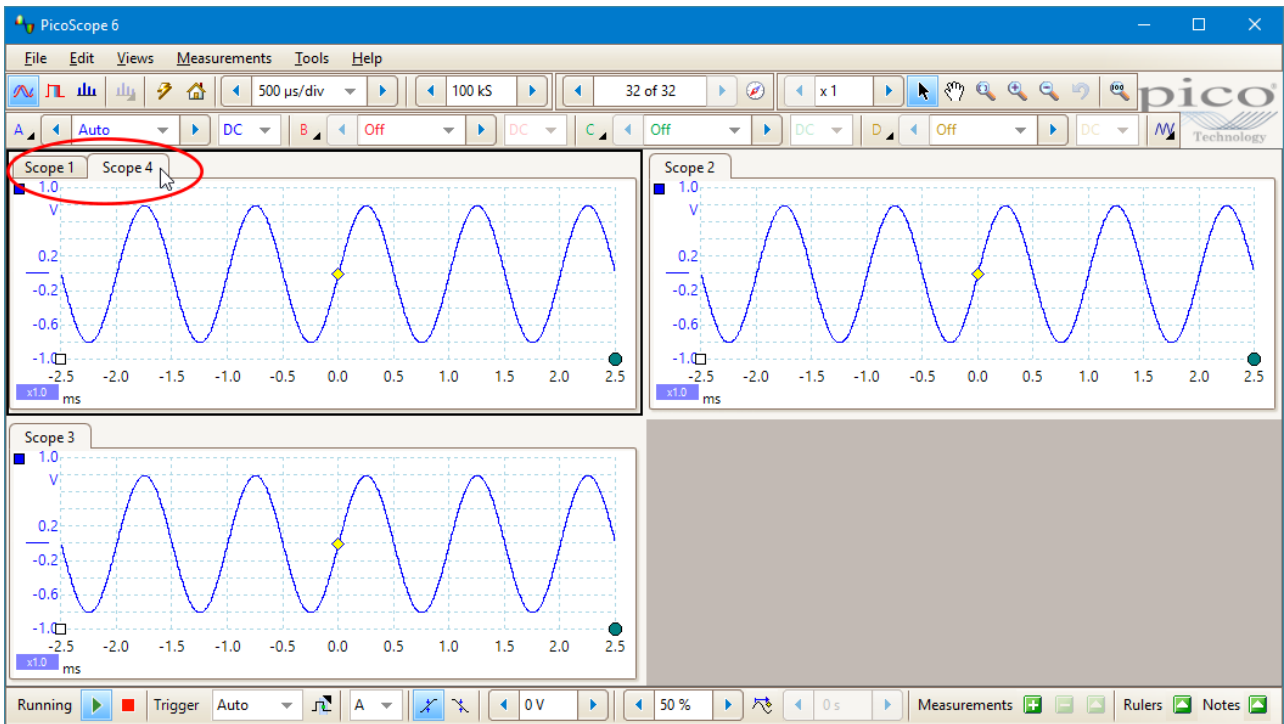 PicoScope 6
File Edit Views Measurements Tools Help
500 µs/div 100 kS 32 of 32 x 1
pico
Technology
A Auto DC B Off DC C Off DC D Off DC
Scope 1 Scope 4
1.0
V
0.2
-0.2
-0.6
-1.0
-2.5 -2.0 -1.5 -1.0 -0.5 0.0 0.5 1.0 1.5 2.0 2.5
x1.0 ms
Scope 2
1.0
V
0.2
-0.2
-0.6
-1.0
-2.5 -2.0 -1.5 -1.0 -0.5 0.0 0.5 1.0 1.5 2.0 2.5
x1.0 ms
Scope 3
1.0
V
0.2
-0.2
-0.6
-1.0
-2.5 -2.0 -1.5 -1.0 -0.5 0.0 0.5 1.0 1.5 2.0 2.5
x1.0 ms
Running Trigger Auto A 0 V 50 % 0 s Measurements Rulers Notes